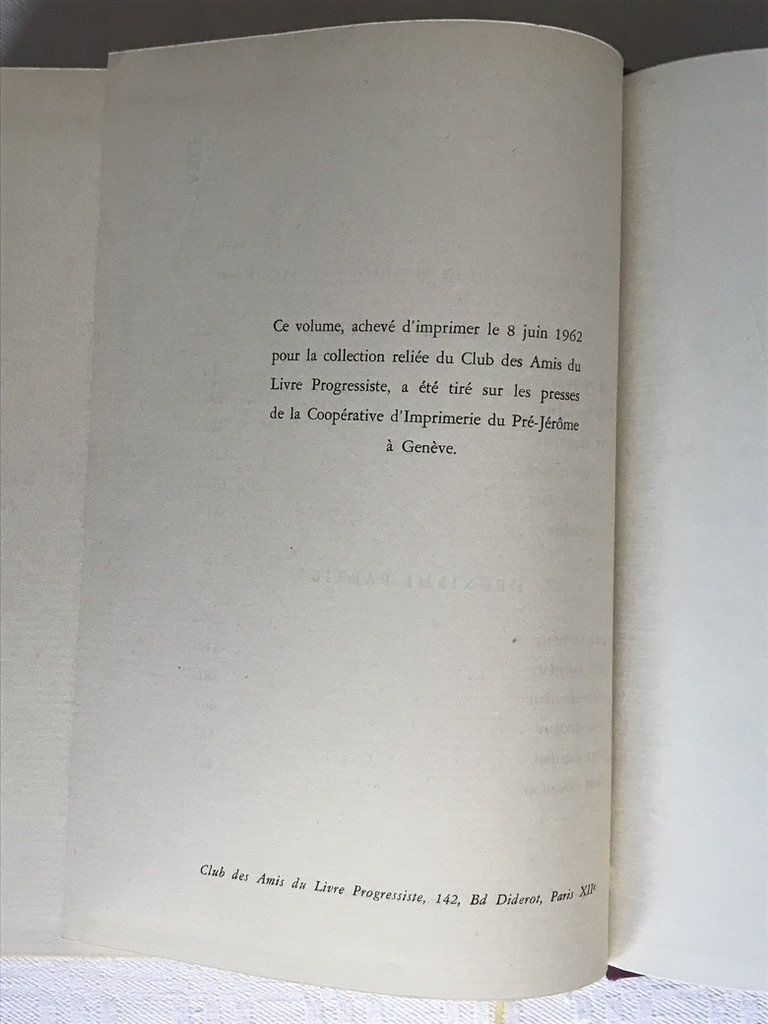 Ce volume, achevé d'imprimer le 8 juin 1962
pour la collection reliée du Club des Amis du
Livre Progressiste, a été tiré sur les presses
de la Coopérative d'Imprimerie du Pré-Jérôme
à Genève.
Club des Amis du Livre Progressiste, 142, Bd Diderot, Paris XIIe